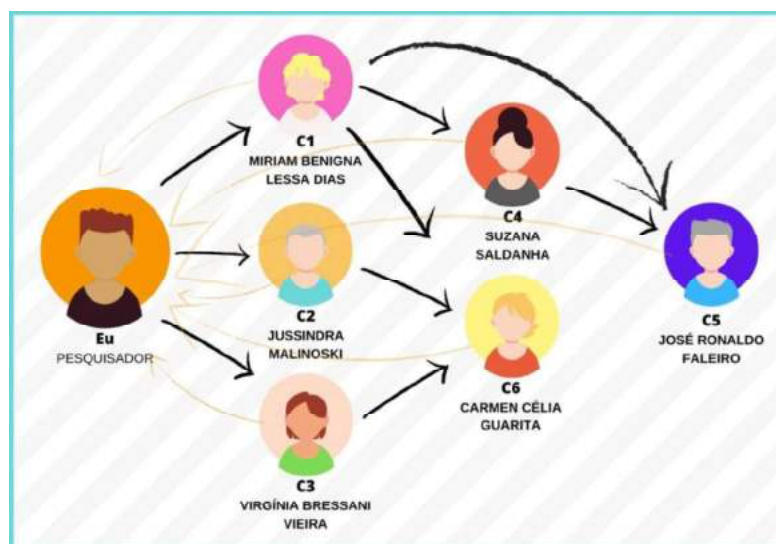 C1
MIRIAM BENIGNA
LESSA DIAS
C4
SUZANA
SALDANHA
Eu
PESQUISADOR
C2
JUSSINDRA
MALINOSKI
C5
JOSÉ RONALDO
FALEIRO
C6
CARMEN CÉLIA
GUARITA
C3
VIRGÍNIA BRESSANI
VIEIRA